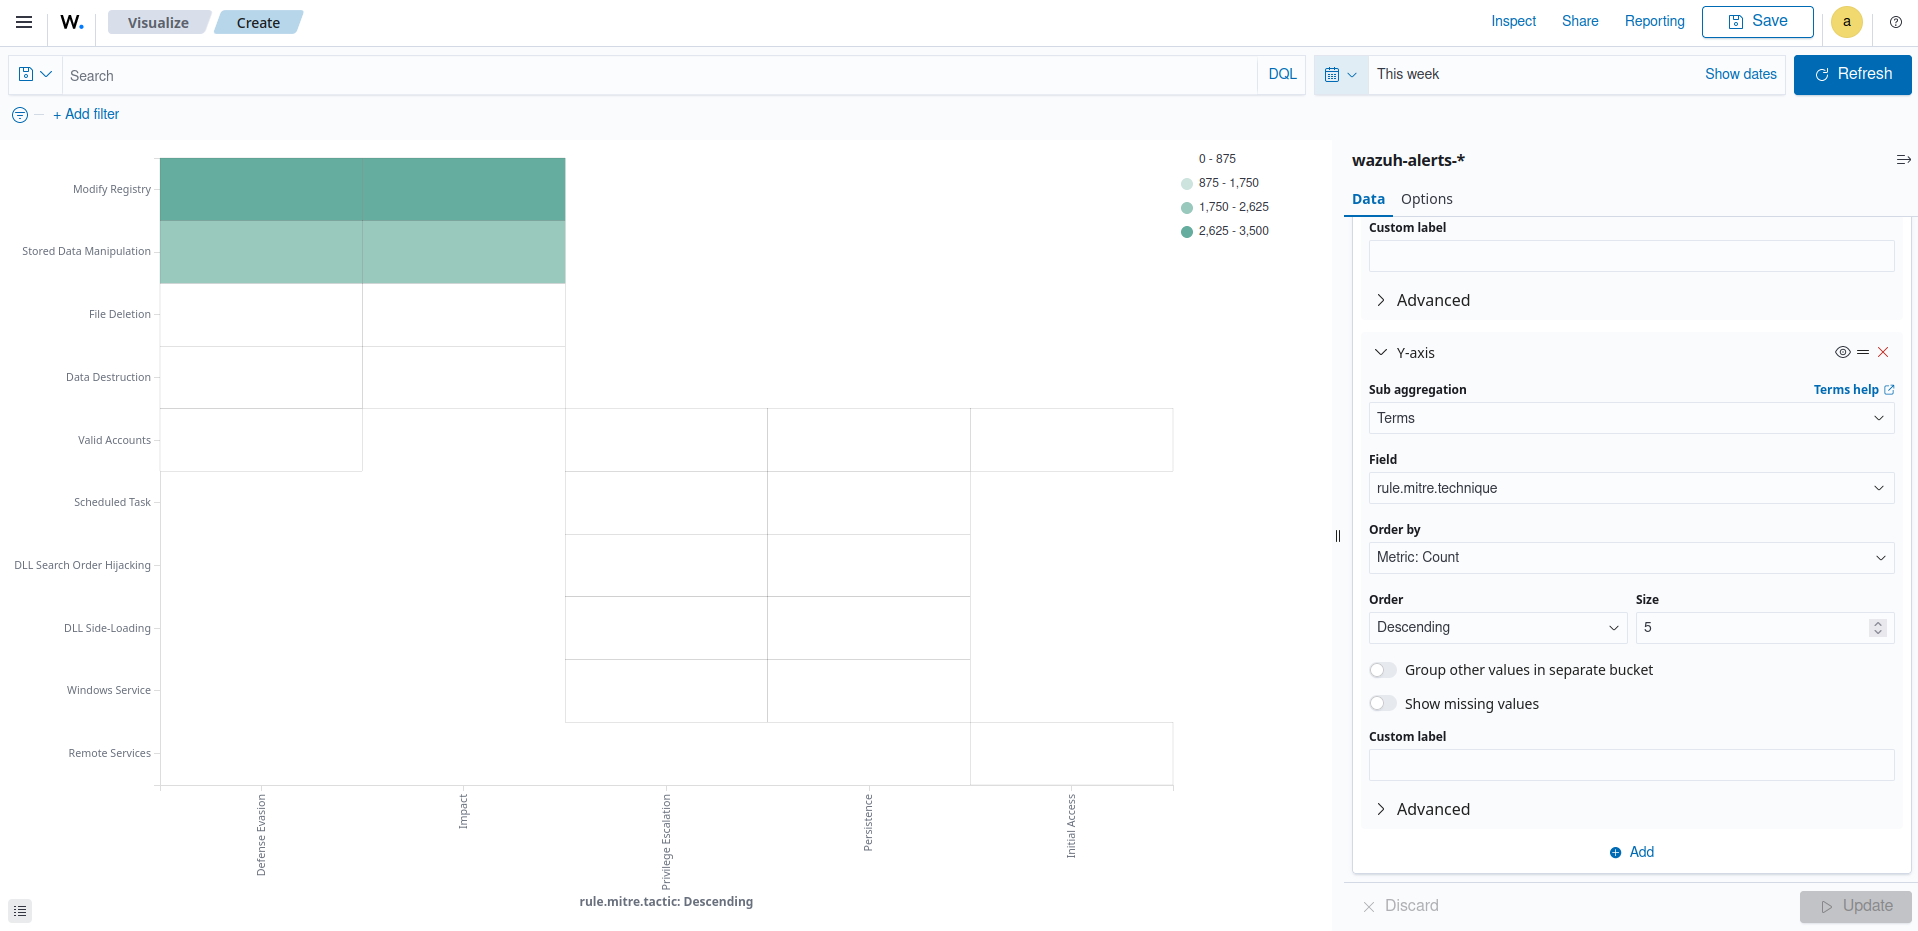 W.
Visualize
Create
Inspect
Share
Reporting
Save
a
Search
DQL
This week
Show dates
Refresh
+ Add filter
Modify Registry
Stored Data Manipulation
File Deletion
Data Destruction
Valid Accounts
Scheduled Task
DLL Search Order Hijacking
DLL Side-Loading
Windows Service
Remote Services
Defense Evasion
Impact
Privilege Escalation
Persistence
Initial Access
rule.mitre.tactic: Descending
0 - 875
875 - 1,750
1,750 - 2,625
2,625 - 3,500
wazuh-alerts-*
Data
Options
Custom label
Advanced
Y-axis
Sub aggregation
Terms help
Terms
Field
rule.mitre.technique
Order by
Metric: Count
Order
Size
Descending
5
Group other values in separate bucket
Show missing values
Custom label
Advanced
Add
Discard
Update